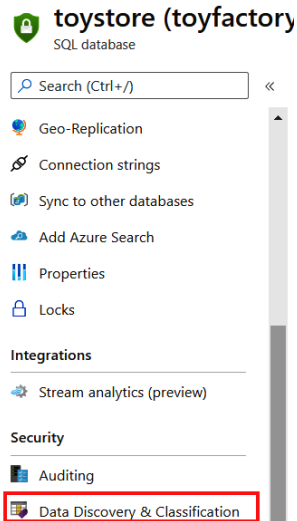 toystore (toyfactory
SQL database
Search (Ctrl+/)
«
Geo-Replication
Connection strings
Sync to other databases
Add Azure Search
Properties
Locks
Integrations
Stream analytics (preview)
Security
Auditing
Data Discovery & Classification